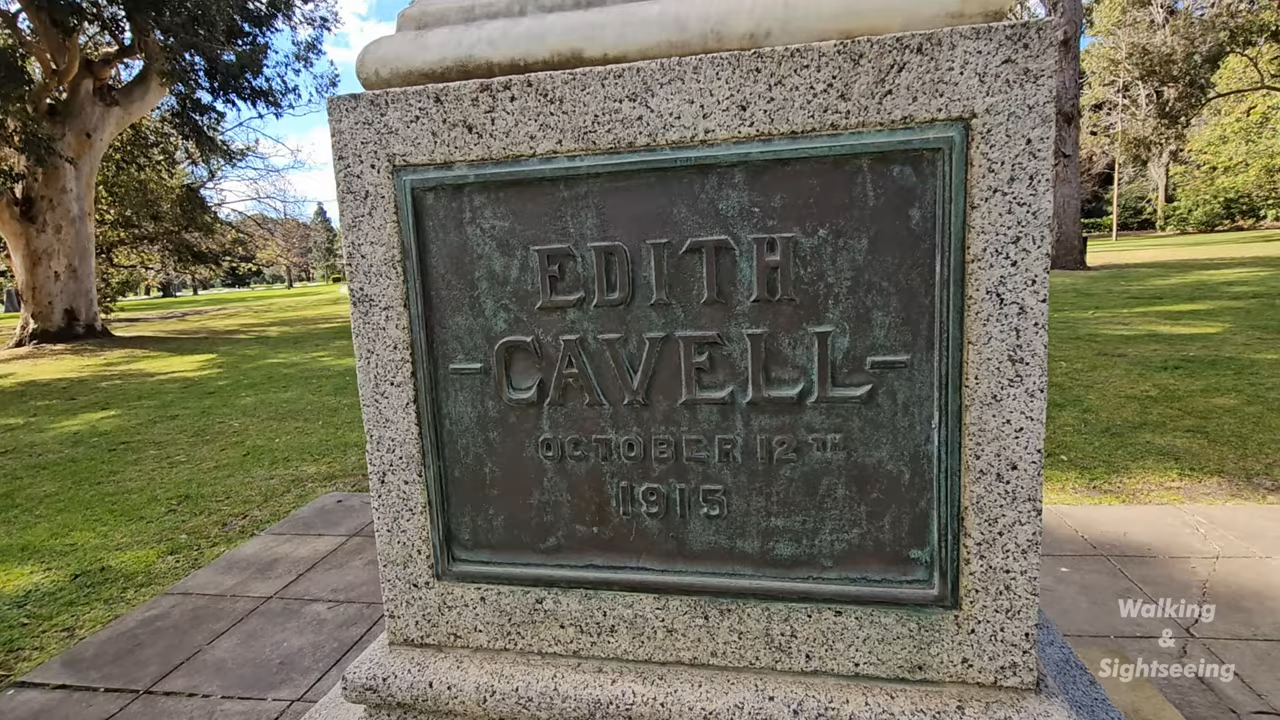 EDITH
-CAVELL-
OCTOBER 12TH
1915
Walking
&
Sightseeing